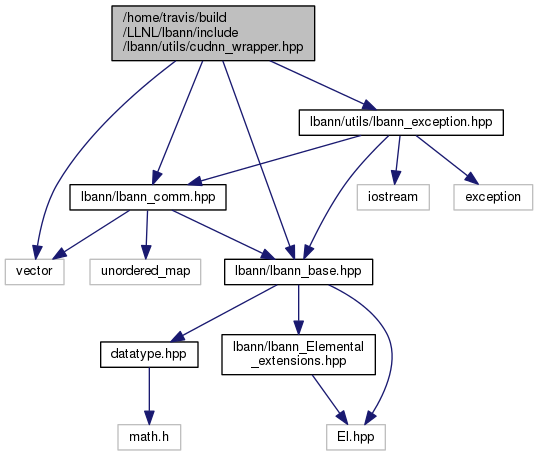 /home/travis/build
/LLNL/lbann/include
/lbann/utils/cudnn_wrapper.hpp
lbann/utils/lbann_exception.hpp
lbann/lbann_comm.hpp
iostream
exception
vector
unordered_map
lbann/lbann_base.hpp
datatype.hpp
lbann/lbann_Elemental
_extensions.hpp
math.h
El.hpp